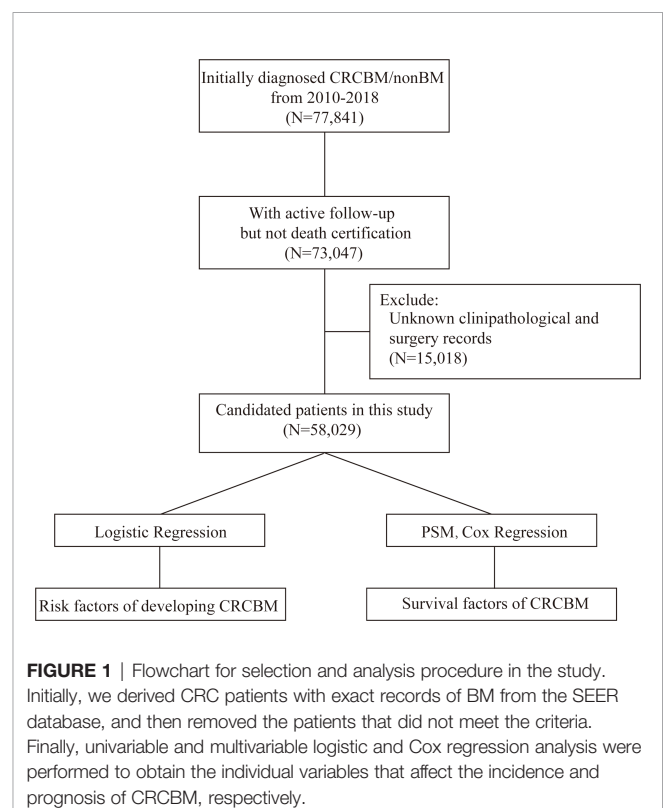 Initially diagnosed CRCBM/nonBM
from 2010-2018
(N=77,841)
With active follow-up
but not death certification
(N=73,047)
Exclude:
Unknown clinipathological and
surgery records
(N=15,018)
Candidated patients in this study
(N=58,029)
Logistic Regression
PSM, Cox Regression
Risk factors of developing CRCBM
Survival factors of CRCBM
FIGURE 1 | Flowchart for selection and analysis procedure in the study.
Initially, we derived CRC patients with exact records of BM from the SEER
database, and then removed the patients that did not meet the criteria.
Finally, univariable and multivariable logistic and Cox regression analysis were
performed to obtain the individual variables that affect the incidence and
prognosis of CRCBM, respectively.